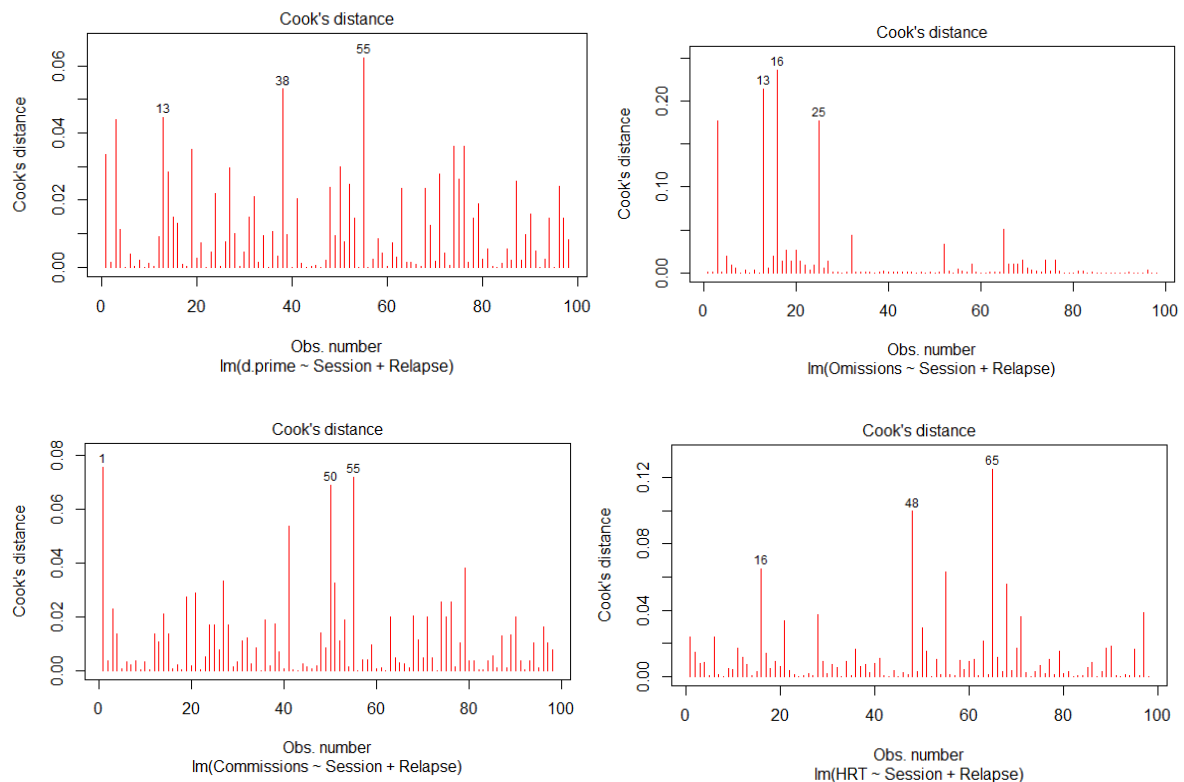 Cook's distance
Cook's distance
0.00 0.02 0.04 0.06
13
38
55
0 20 40 60 80 100
Obs. number
lm(d.prime ~ Session + Relapse)
Cook's distance
Cook's distance
0.00 0.10 0.20
13
16
25
0 20 40 60 80 100
Obs. number
lm(Omissions ~ Session + Relapse)
Cook's distance
Cook's distance
0.00 0.02 0.04 0.06 0.08
1
50
55
0 20 40 60 80 100
Obs. number
lm(Commissions ~ Session + Relapse)
Cook's distance
Cook's distance
0.00 0.04 0.08 0.12
16
48
65
0 20 40 60 80 100
Obs. number
lm(HRT ~ Session + Relapse)